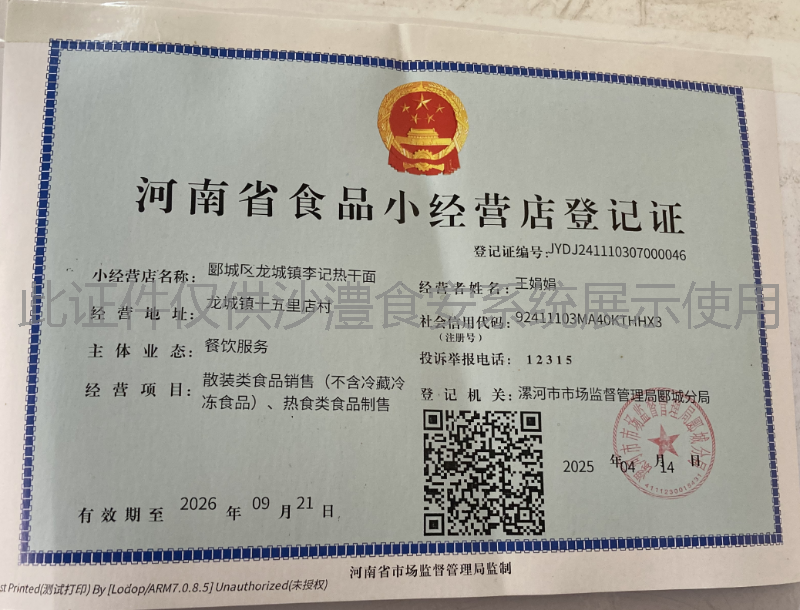 河南省食品小经营店登记证
登记证编号:JYDJ241110307000046
小经营店名称: 郾城区龙城镇李记热干面
经营者姓名: 王娟娟
此证件仅供沙澧食安系统展示使用
经营地址: 龙城镇十五里店村
社会信用代码: 92411103MA40KTHHX3
(注册号)
主体业态: 餐饮服务
投诉举报电话: 12315
经营项目: 散装类食品销售(不含冷藏冷
冻食品)、热食类食品制售
登记机关: 漯河市市场监督管理局郾城分局
2025 年 04 月 14 日
有效期至 2026 年 09 月 21 日
河南省市场监督管理局监制
st Printed(测试打印) By [Lodop/ARM7.0.8.5] Unauthorized(未授权)